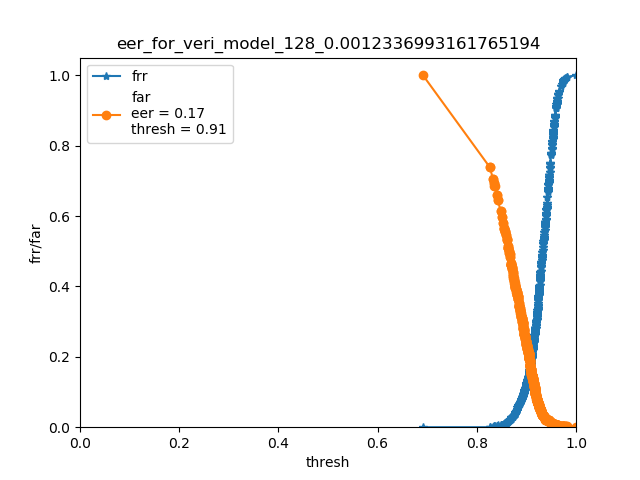 eer_for_veri_model_128_0.0012336993161765194
frr
far
eer = 0.17
thresh = 0.91
frr/far
1.0
0.8
0.6
0.4
0.2
0.0
0.0 0.2 0.4 0.6 0.8 1.0
thresh